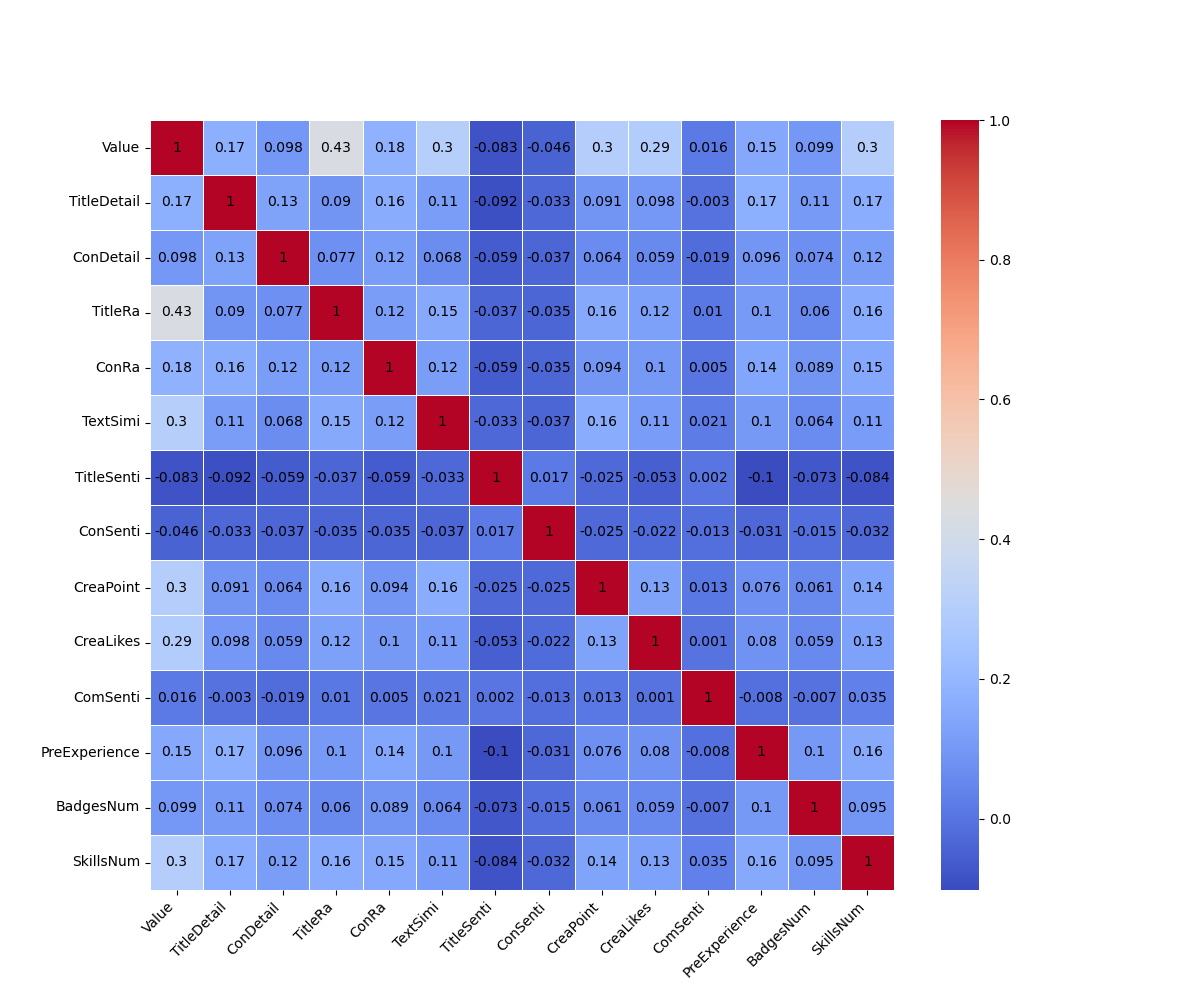 Value 1 0.17 0.098 0.43 0.18 0.3 -0.083 -0.046 0.3 0.29 0.016 0.15 0.099 0.3
TitleDetail 0.17 1 0.13 0.09 0.16 0.11 -0.092 -0.033 0.091 0.098 -0.003 0.17 0.11 0.17
ConDetail 0.098 0.13 1 0.077 0.12 0.068 -0.059 -0.037 0.064 0.059 -0.019 0.096 0.074 0.12
TitleRa 0.43 0.09 0.077 1 0.12 0.15 -0.037 -0.035 0.16 0.12 0.01 0.1 0.06 0.16
ConRa 0.18 0.16 0.12 0.12 1 0.12 -0.059 -0.035 0.094 0.1 0.005 0.14 0.089 0.15
TextSimi 0.3 0.11 0.068 0.15 0.12 1 -0.033 -0.037 0.16 0.11 0.021 0.1 0.064 0.11
TitleSenti -0.083 -0.092 -0.059 -0.037 -0.059 -0.033 1 0.017 -0.025 -0.053 0.002 -0.1 -0.073 -0.084
ConSenti -0.046 -0.033 -0.037 -0.035 -0.035 -0.037 0.017 1 -0.025 -0.022 -0.013 -0.031 -0.015 -0.032
CreaPoint 0.3 0.091 0.064 0.16 0.094 0.16 -0.025 -0.025 1 0.13 0.013 0.076 0.061 0.14
CreaLikes 0.29 0.098 0.059 0.12 0.1 0.11 -0.053 -0.022 0.13 1 0.001 0.08 0.059 0.13
ComSenti 0.016 -0.003 -0.019 0.01 0.005 0.021 0.002 -0.013 0.013 0.001 1 -0.008 -0.007 0.035
PreExperience 0.15 0.17 0.096 0.1 0.14 0.1 -0.1 -0.031 0.076 0.08 -0.008 1 0.1 0.16
BadgesNum 0.099 0.11 0.074 0.06 0.089 0.064 -0.073 -0.015 0.061 0.059 -0.007 0.1 1 0.095
SkillsNum 0.3 0.17 0.12 0.16 0.15 0.11 -0.084 -0.032 0.14 0.13 0.035 0.16 0.095 1
Value TitleDetail ConDetail TitleRa ConRa TextSimi TitleSenti ConSenti CreaPoint CreaLikes ComSenti PreExperience BadgesNum SkillsNum
1.0
0.8
0.6
0.4
0.2
0.0